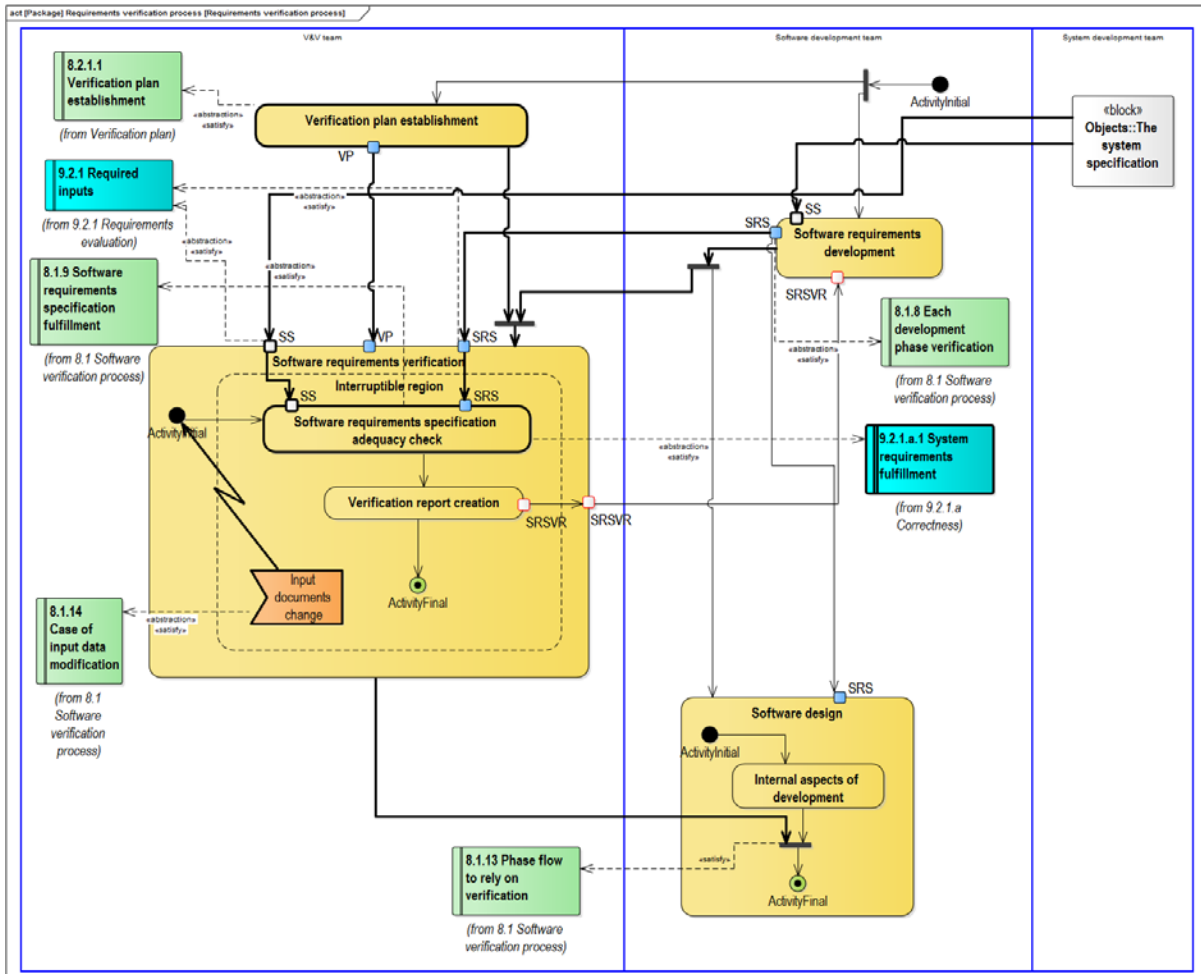 act [Package] Requirements verification process [Requirements verification process]
V&V team
Software development team
System development team
8.2.1.1
Verification plan
establishment
(from Verification plan)
«abstraction»
«satisfy»
Verification plan establishment
VP
ActivityInitial
«block»
Objects::The
system
specification
9.2.1 Required
inputs
(from 9.2.1 Requirements
evaluation)
«abstraction»
«satisfy»
«abstraction»
«satisfy»
SS
SRS
Software requirements
development
SRSVR
8.1.9 Software
requirements
specification
fulfillment
(from 8.1 Software
verification process)
«abstraction»
«satisfy»
8.1.8 Each
development
phase verification
(from 8.1 Software
verification process)
«abstraction»
«satisfy»
SS
VP
SRS
Software requirements verification
Interruptible region
SS
SRS
ActivityInitial
Software requirements specification
adequacy check
«abstraction»
«satisfy»
9.2.1.a.1 System
requirements
fulfillment
(from 9.2.1.a
Correctness)
Verification report creation
SRSVR
SRSVR
ActivityFinal
Input
documents
change
8.1.14
Case of
input data
modification
(from 8.1
Software
verification
process)
«abstraction»
«satisfy»
SRS
Software design
ActivityInitial
Internal aspects of
development
8.1.13 Phase flow
to rely on
verification
(from 8.1 Software
verification process)
«satisfy»
ActivityFinal